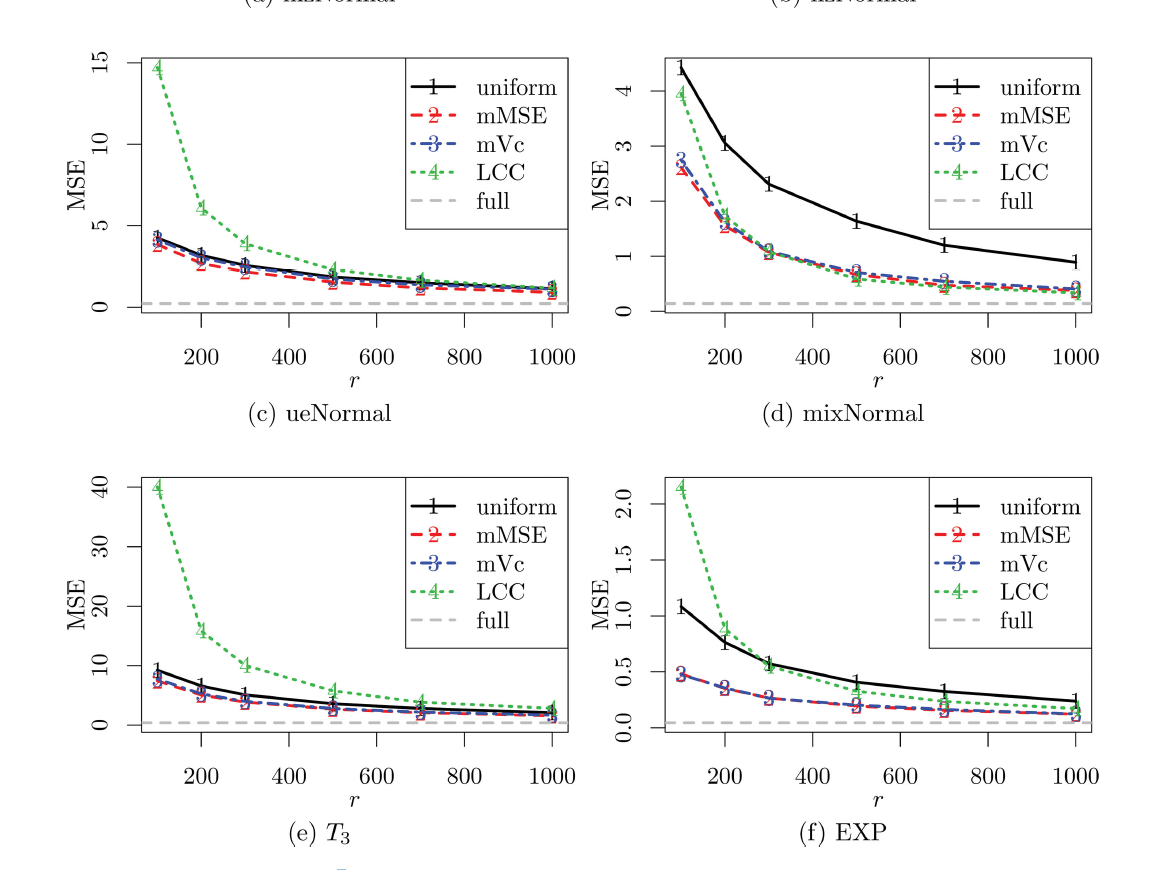 (a) mzNormal (b) nzNormal
MSE
0 5 10 15
200 400 600 800 1000
r
1 uniform
2 mMSE
3 mVc
4 LCC
full
(c) ueNormal
MSE
0 1 2 3 4
200 400 600 800 1000
r
1 uniform
2 mMSE
3 mVc
4 LCC
full
(d) mixNormal
MSE
0 10 20 30 40
200 400 600 800 1000
r
1 uniform
2 mMSE
3 mVc
4 LCC
full
(e) T3
MSE
0.0 0.5 1.0 1.5 2.0
200 400 600 800 1000
r
1 uniform
2 mMSE
3 mVc
4 LCC
full
(f) EXP